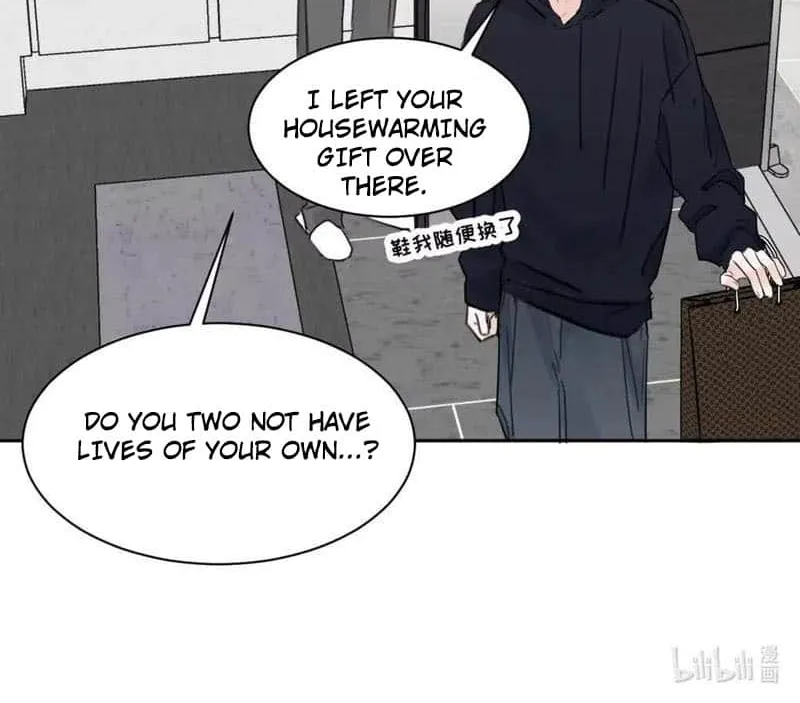 I LEFT YOUR
HOUSEWARMING
GIFT OVER
THERE.
鞋我随便换了
DO YOU TWO NOT HAVE
LIVES OF YOUR OWN...?
bilibili 漫画